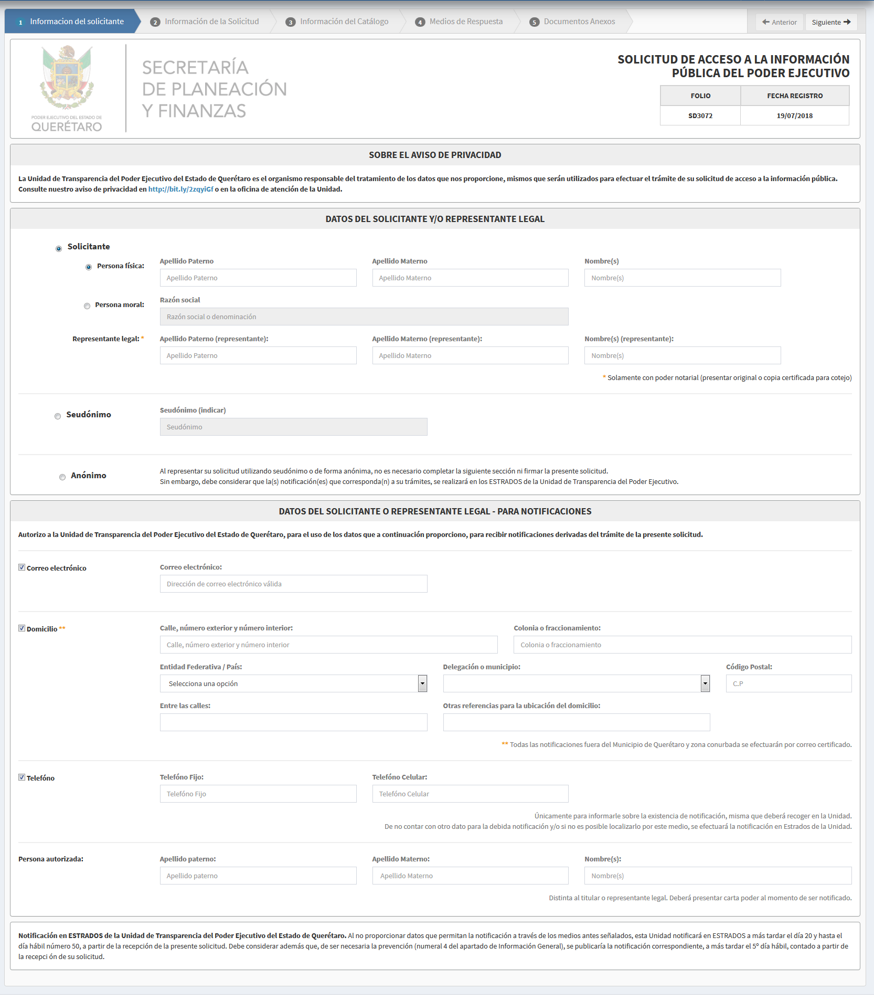 1 Informacion del solicitante
2 Información de la Solicitud
3 Información del Catálogo
4 Medios de Respuesta
5 Documentos Anexos
Anterior
Siguiente
PODER EJECUTIVO DEL ESTADO DE
QUERÉTARO
SECRETARÍA
DE PLANEACIÓN
Y FINANZAS
SOLICITUD DE ACCESO A LA INFORMACIÓN
PÚBLICA DEL PODER EJECUTIVO
FOLIO FECHA REGISTRO
SD3072 19/07/2018
SOBRE EL AVISO DE PRIVACIDAD
La Unidad de Transparencia del Poder Ejecutivo del Estado de Querétaro es el organismo responsable del tratamiento de los datos que nos proporcione, mismos que serán utilizados para efectuar el trámite de su solicitud de acceso a la información pública.
Consulte nuestro aviso de privacidad en http://bit.ly/2zqyiGf o en la oficina de atención de la Unidad.
DATOS DEL SOLICITANTE Y/O REPRESENTANTE LEGAL
Solicitante
Persona física:
Apellido Paterno Apellido Materno Nombre(s)
Apellido Paterno Apellido Materno Nombre(s)
Persona moral:
Razón social
Razón social o denominación
Representante legal: *
Apellido Paterno (representante): Apellido Materno (representante): Nombre(s) (representante):
Apellido Paterno Apellido Materno Nombre(s)
* Solamente con poder notarial (presentar original o copia certificada para cotejo)
Seudónimo
Seudónimo (indicar)
Seudónimo
Anónimo
Al representar su solicitud utilizando seudónimo o de forma anónima, no es necesario completar la siguiente sección ni firmar la presente solicitud.
Sin embargo, debe considerar que la(s) notificación(es) que corresponda(n) a su trámites, se realizará en los ESTRADOS de la Unidad de Transparencia del Poder Ejecutivo.
DATOS DEL SOLICITANTE O REPRESENTANTE LEGAL - PARA NOTIFICACIONES
Autorizo a la Unidad de Transparencia del Poder Ejecutivo del Estado de Querétaro, para el uso de los datos que a continuación proporciono, para recibir notificaciones derivadas del trámite de la presente solicitud.
Correo electrónico
Correo electrónico:
Dirección de correo electrónico válida
Domicilio **
Calle, número exterior y número interior: Colonia o fraccionamiento:
Calle, número exterior y número interior Colonia o fraccionamiento
Entidad Federativa / País: Delegación o municipio: Código Postal:
Selecciona una opción C.P
Entre las calles: Otras referencias para la ubicación del domicilio:
** Todas las notificaciones fuera del Municipio de Querétaro y zona conurbada se efectuarán por correo certificado.
Telefóno
Telefóno Fijo: Telefóno Celular:
Telefóno Fijo Telefóno Celular
Únicamente para informarle sobre la existencia de notificación, misma que deberá recoger en la Unidad.
De no contar con otro dato para la debida notificación y/o si no es posible localizarlo por este medio, se efectuará la notificación en Estrados de la Unidad.
Persona autorizada:
Apellido paterno: Apellido Materno: Nombre(s):
Apellido paterno Apellido Materno Nombre(s)
Distinta al titular o representante legal. Deberá presentar carta poder al momento de ser notificado.
Notificación en ESTRADOS de la Unidad de Transparencia del Poder Ejecutivo del Estado de Querétaro. Al no proporcionar datos que permitan la notificación a través de los medios antes señalados, esta Unidad notificará en ESTRADOS a más tardar el día 20 y hasta el
día hábil número 50, a partir de la recepción de la presente solicitud. Debe considerar además que, de ser necesaria la prevención (numeral 4 del apartado de Información General), se publicaría la notificación correspondiente, a más tardar el 5º día hábil, contado a partir de
la recepci ón de su solicitud.